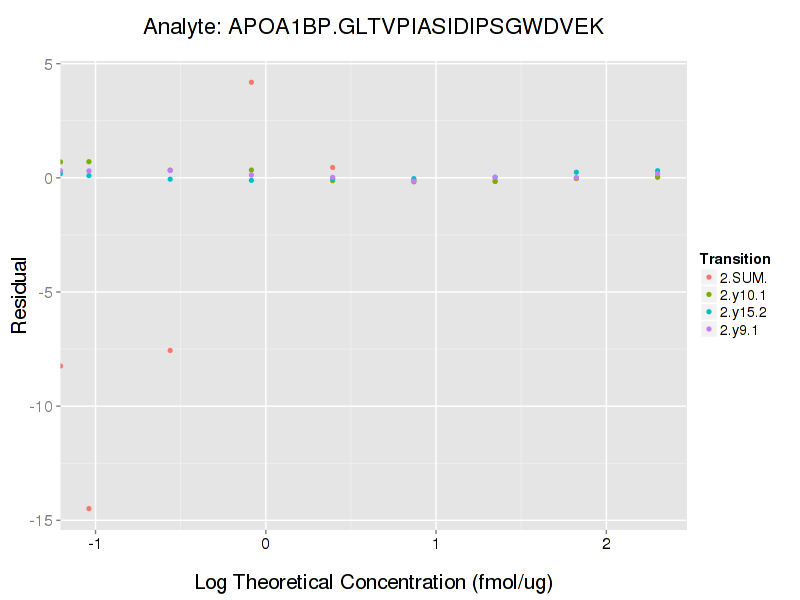 Analyte: APOA1BP.GLTVPIASIDIPSGWDVEK
5
0
-5
-10
-15
Residual
-1
0
1
2
Log Theoretical Concentration (fmol/ug)
Transition
2.SUM.
2.y10.1
2.y15.2
2.y9.1